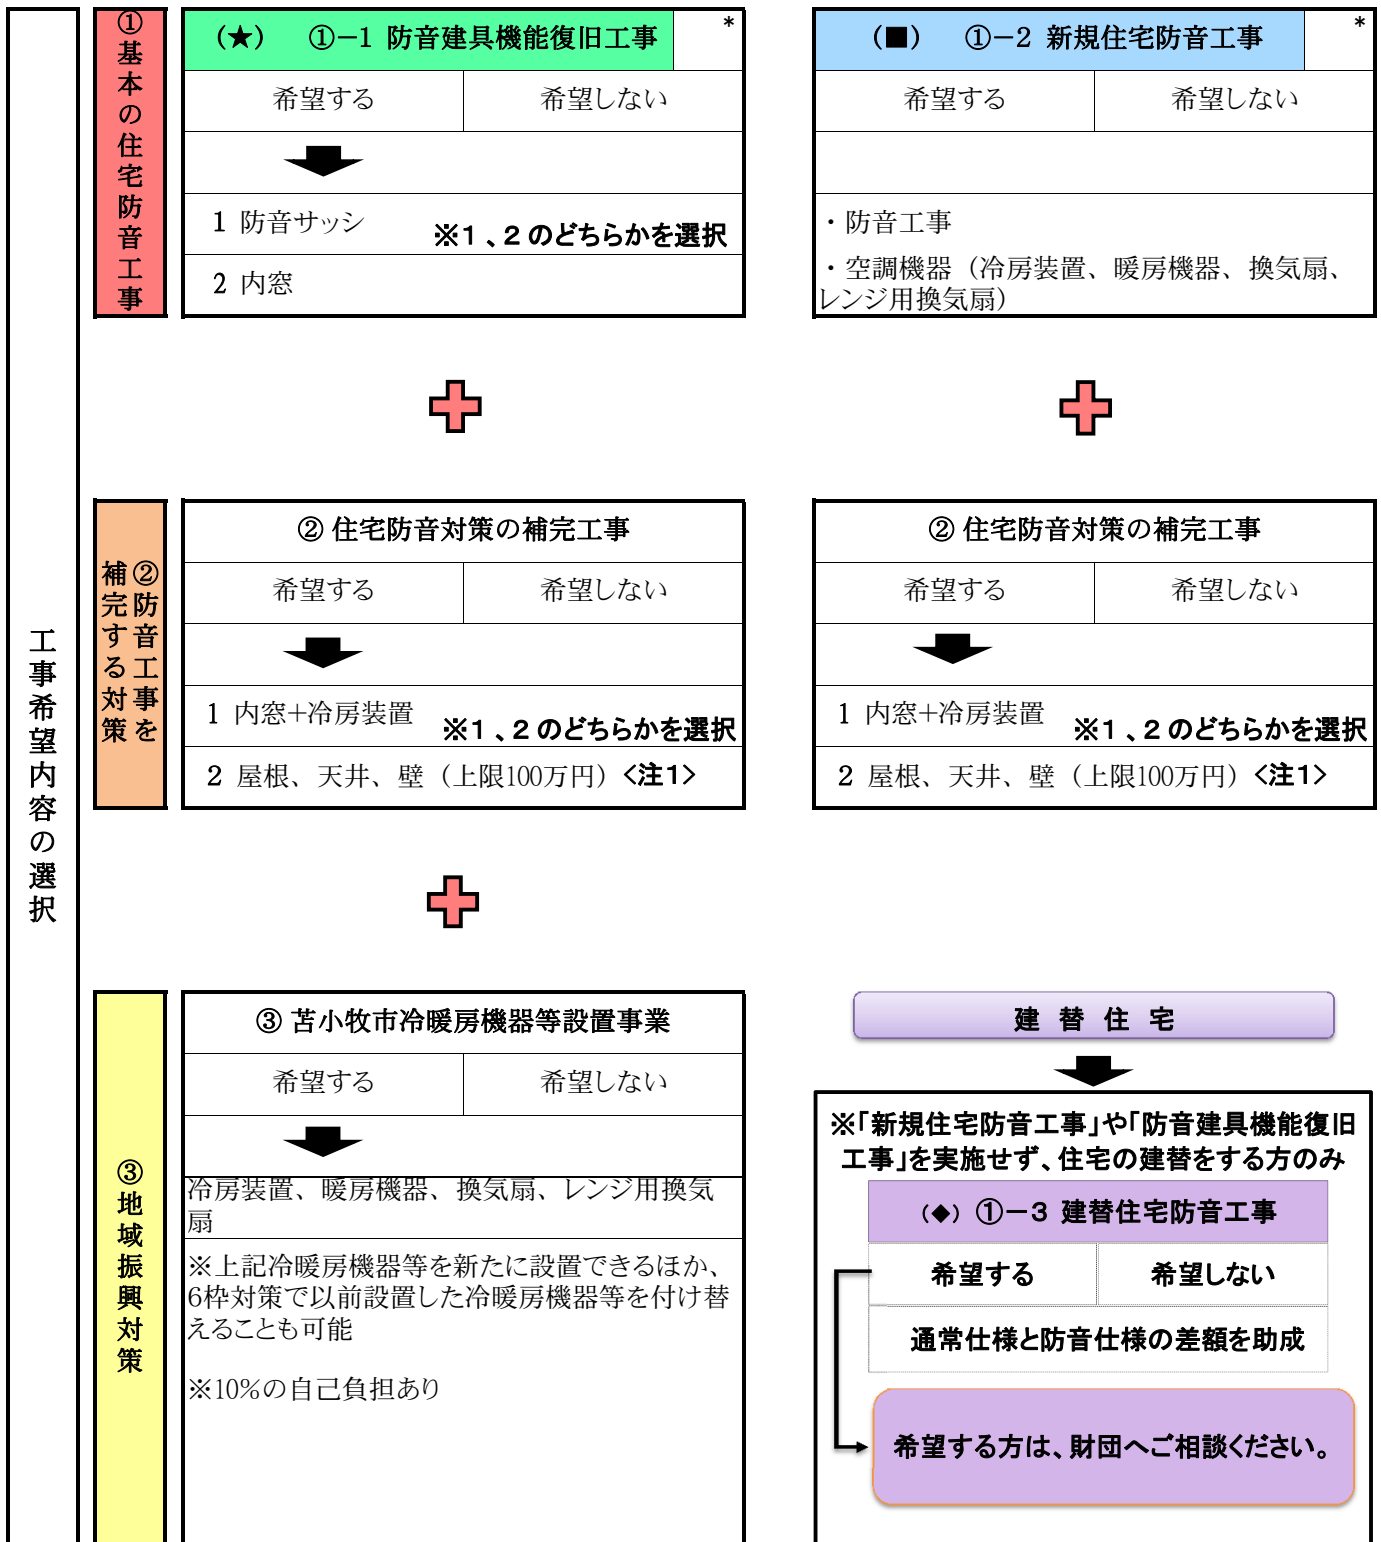 工事希望内容の選択
①基本の住宅防音工事
（★）　①－1 防音建具機能復旧工事
*
希望する
希望しない
1 防音サッシ
※１、２のどちらかを選択
2 内窓
（■）　①－2 新規住宅防音工事
*
希望する
希望しない
・防音工事
・空調機器（冷房装置、暖房機器、換気扇、
レンジ用換気扇）
②防音工事を
補完する対策
② 住宅防音対策の補完工事
希望する
希望しない
1 内窓+冷房装置
※１、２のどちらかを選択
2 屋根、天井、壁（上限100万円）<注1>
② 住宅防音対策の補完工事
希望する
希望しない
1 内窓+冷房装置
※１、２のどちらかを選択
2 屋根、天井、壁（上限100万円）<注1>
③地域振興対策
③ 苫小牧市冷暖房機器等設置事業
希望する
希望しない
冷房装置、暖房機器、換気扇、レンジ用換気
扇
※上記冷暖房機器等を新たに設置できるほか、
6枠対策で以前設置した冷暖房機器等を付け替
えることも可能
※10%の自己負担あり
建 替 住 宅
※「新規住宅防音工事」や「防音建具機能復旧
工事」を実施せず、住宅の建替をする方のみ
（◆）①－３ 建替住宅防音工事
希望する
希望しない
通常仕様と防音仕様の差額を助成
希望する方は、財団へご相談ください。